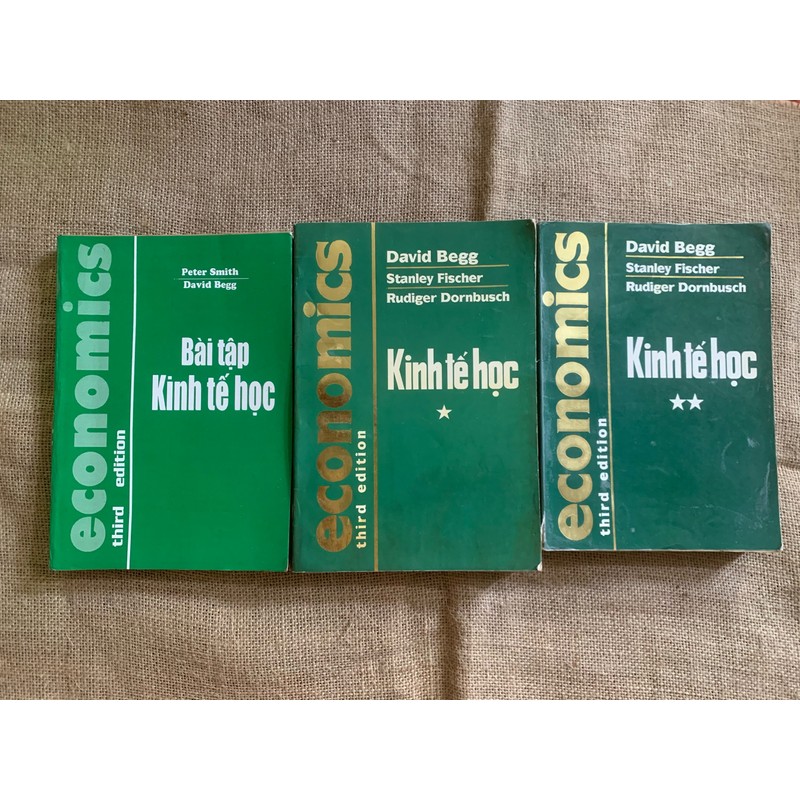 economics
third edition
Peter Smith
David Begg
Bài tập
Kinh tế học
economics
third edition
David Begg
Stanley Fischer
Rudiger Dornbusch
Kinh tế học
★
economics
third edition
David Begg
Stanley Fischer
Rudiger Dornbusch
Kinh tế học
★★